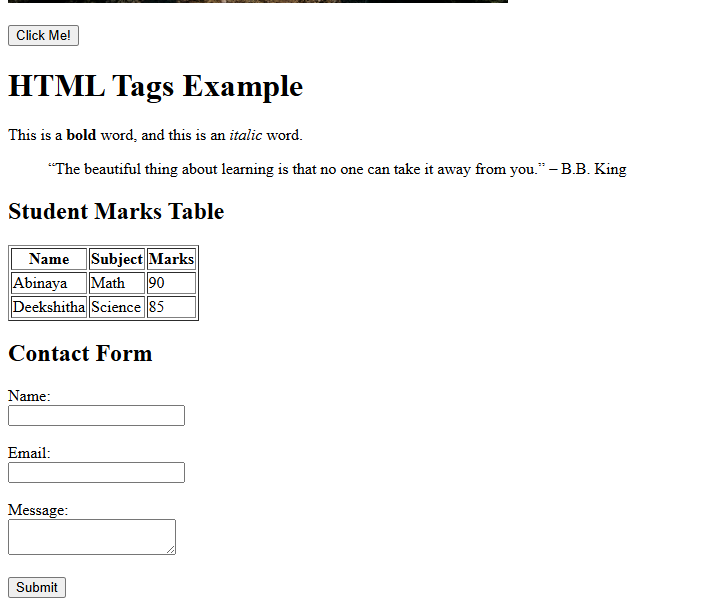 Click Me!
HTML Tags Example
This is a bold word, and this is an italic word.
“The beautiful thing about learning is that no one can take it away from you.” – B.B. King
Student Marks Table
Name Subject Marks
Abinaya Math 90
Deekshitha Science 85
Contact Form
Name:
Email:
Message:
Submit